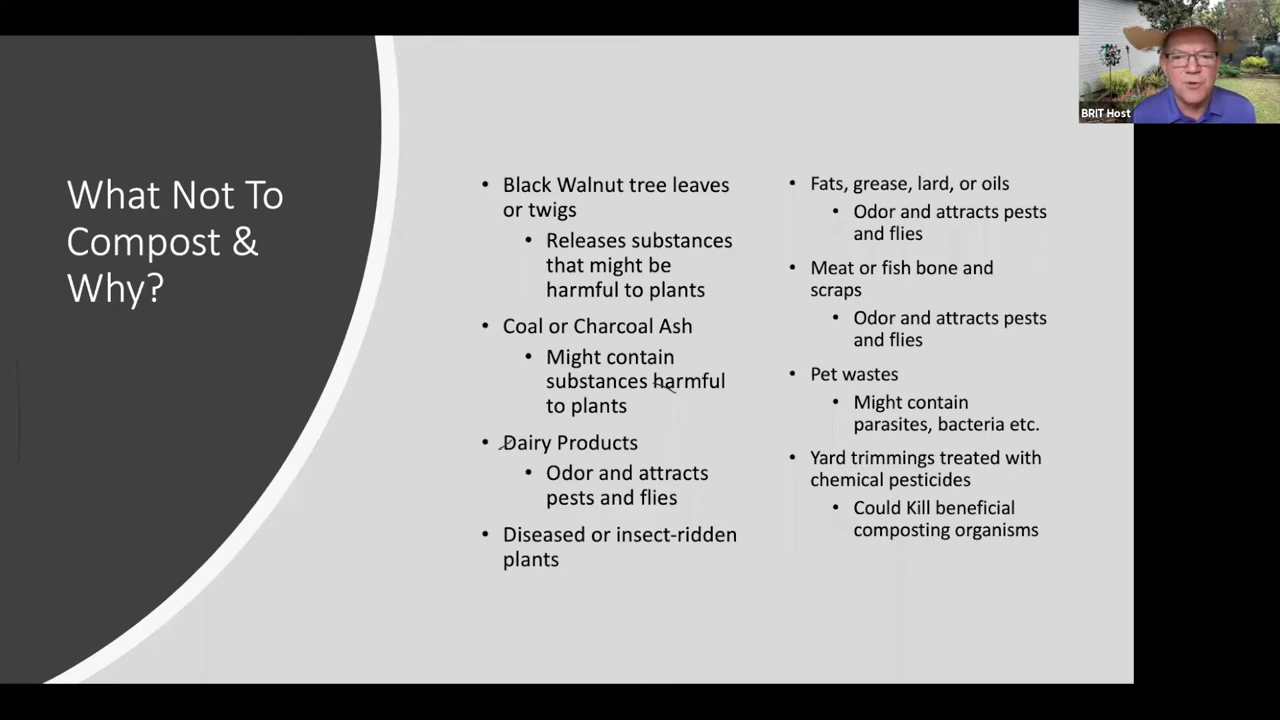 What Not To
Compost &
Why?
• Black Walnut tree leaves
or twigs
• Releases substances
that might be
harmful to plants
• Coal or Charcoal Ash
• Might contain
substances harmful
to plants
• Dairy Products
• Odor and attracts
pests and flies
• Diseased or insect-ridden
plants
• Fats, grease, lard, or oils
• Odor and attracts pests
and flies
• Meat or fish bone and
scraps
• Odor and attracts pests
and flies
• Pet wastes
• Might contain
parasites, bacteria etc.
• Yard trimmings treated with
chemical pesticides
• Could Kill beneficial
composting organisms
BRIT Host